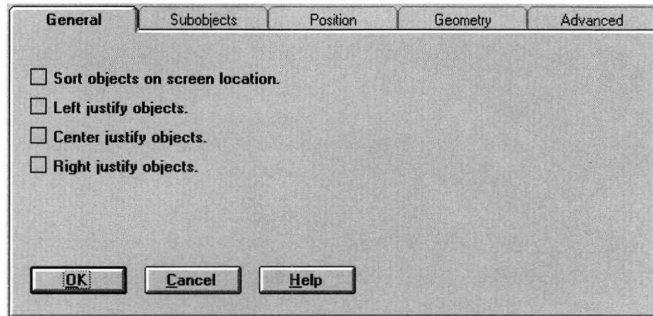 General Subobjects Position Geometry Advanced
Sort objects on screen location.
Left justify objects.
Center justify objects.
Right justify objects.
OK Cancel Help